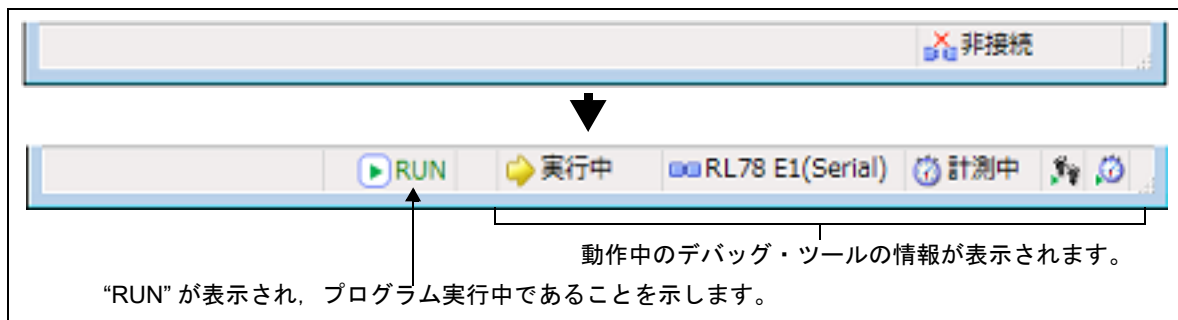 非接続
RUN 実行中 RL78 E1(Serial) 計測中
動作中のデバッグ・ツールの情報が表示されます。
“RUN” が表示され，プログラム実行中であることを示します。